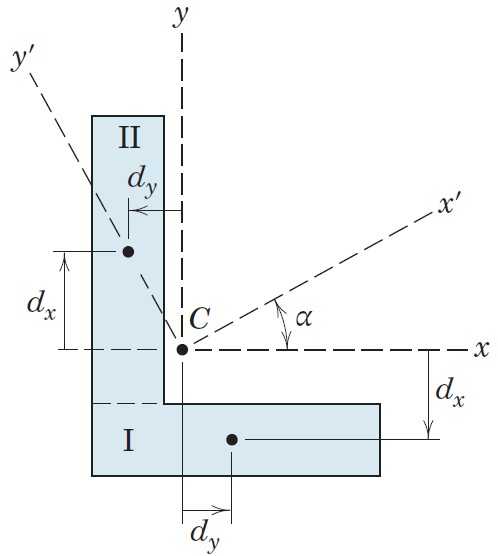 y
y′
II
d_y
x′
d_x
C
α
x
d_x
I
d_y